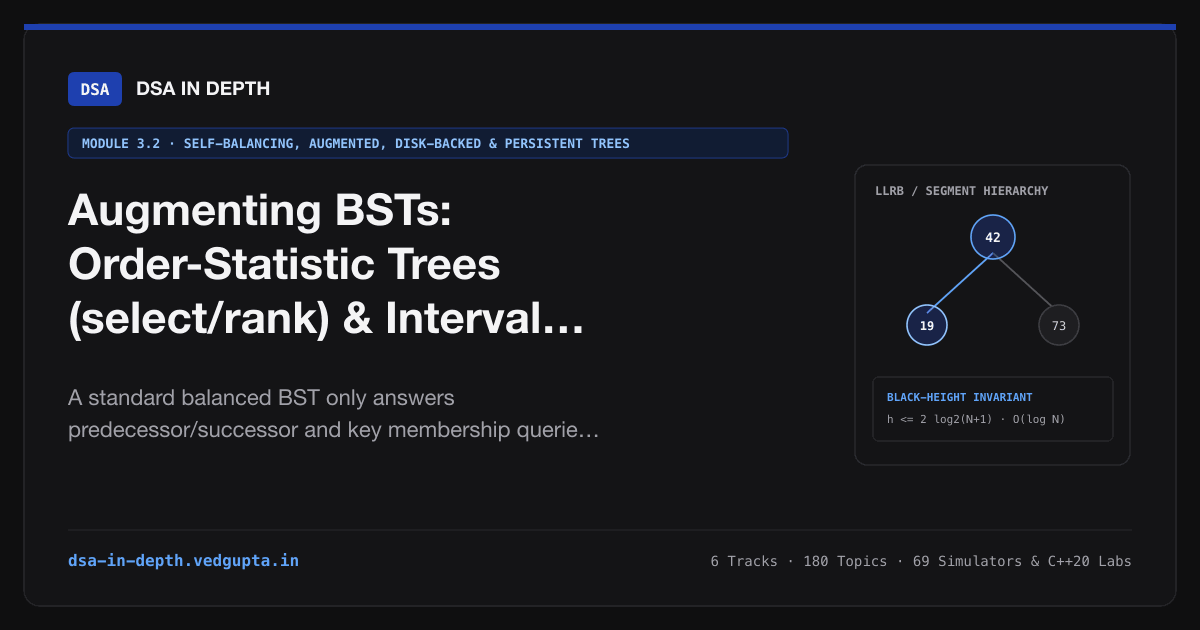 DSA
DSA IN DEPTH
MODULE 3.2 · SELF-BALANCING, AUGMENTED, DISK-BACKED & PERSISTENT TREES
Augmenting BSTs:
Order-Statistic Trees
(select/rank) & Interval…
A standard balanced BST only answers
predecessor/successor and key membership querie…
LLRB / SEGMENT HIERARCHY
42
19
73
BLACK-HEIGHT INVARIANT
h <= 2 log2(N+1) · O(log N)
dsa-in-depth.vedgupta.in
6 Tracks · 180 Topics · 69 Simulators & C++20 Labs